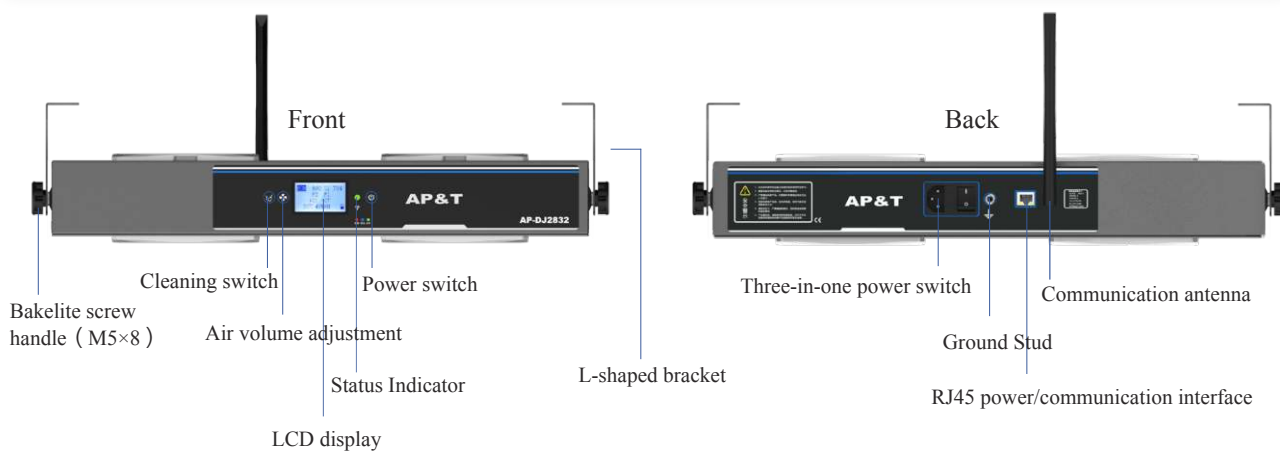 Front
Back
AP&T
AP-DJ2832
AP&T
Cleaning switch
Power switch
Bakelite screw
handle（M5×8）
Air volume adjustment
Status Indicator
LCD display
L-shaped bracket
Three-in-one power switch
Communication antenna
Ground Stud
RJ45 power/communication interface